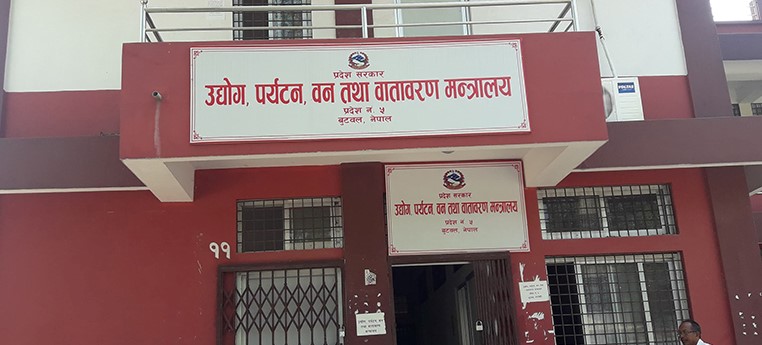 प्रदेश सरकार
उद्योग, पर्यटन, वन तथा वातावरण मन्त्रालय
प्रदेश नं. ५
बुटवल, नेपाल
प्रदेश सरकार
उद्योग, पर्यटन, वन तथा वातावरण मन्त्रालय
प्रदेश नं. ५
बुटवल, नेपाल
११